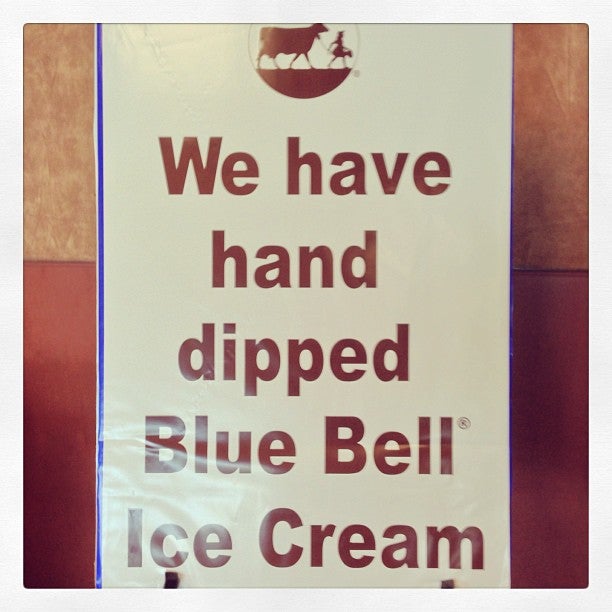 We have
hand
dipped
Blue Bell®
Ice Cream